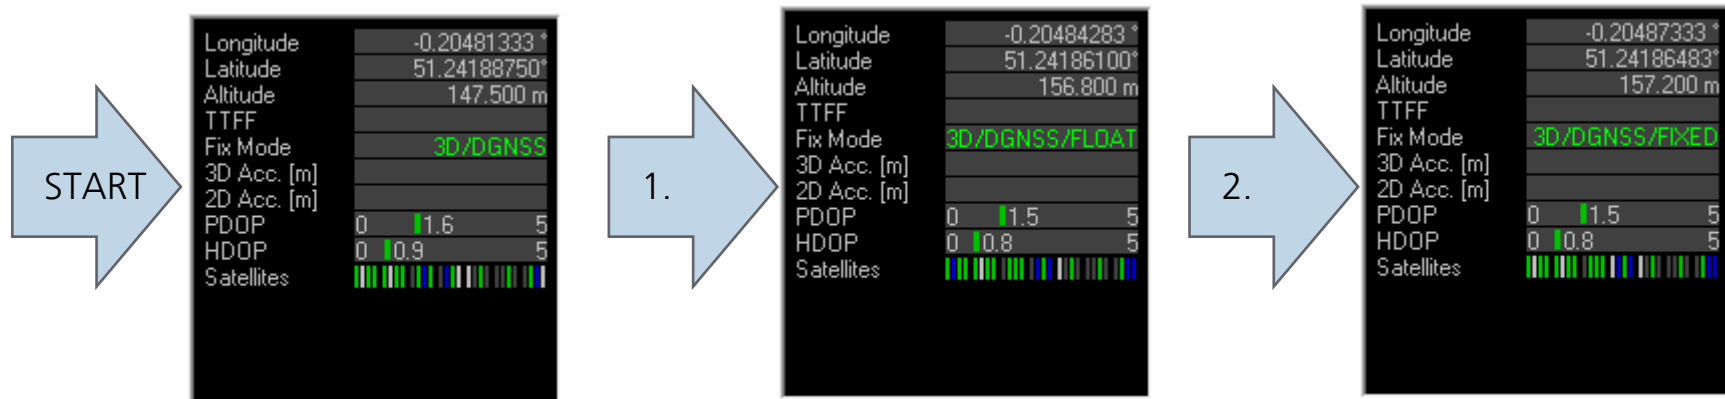 START
Longitude -0.20481333 °
Latitude 51.24188750°
Altitude 147.500 m
TTFF
Fix Mode 3D/DGNSS
3D Acc. [m]
2D Acc. [m]
PDOP 0 1.6 5
HDOP 0 0.9 5
Satellites
1.
Longitude -0.20484283 °
Latitude 51.24186100°
Altitude 156.800 m
TTFF
Fix Mode 3D/DGNSS/FLOAT
3D Acc. [m]
2D Acc. [m]
PDOP 0 1.5 5
HDOP 0 0.8 5
Satellites
2.
Longitude -0.20487333 °
Latitude 51.24186483°
Altitude 157.200 m
TTFF
Fix Mode 3D/DGNSS/FIXED
3D Acc. [m]
2D Acc. [m]
PDOP 0 1.5 5
HDOP 0 0.8 5
Satellites